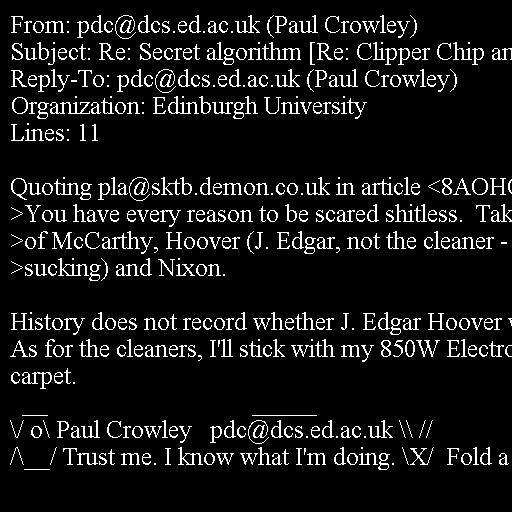 From: pdc@dcs.ed.ac.uk (Paul Crowley)
Subject: Re: Secret algorithm [Re: Clipper Chip an
Reply-To: pdc@dcs.ed.ac.uk (Paul Crowley)
Organization: Edinburgh University
Lines: 11

Quoting pla@sktb.demon.co.uk in article <8AOH
>You have every reason to be scared shitless.  Tak
>of McCarthy, Hoover (J. Edgar, not the cleaner -
>sucking) and Nixon.

History does not record whether J. Edgar Hoover
As for the cleaners, I'll stick with my 850W Electro
carpet.
  __                                 ______
\/ o\ Paul Crowley   pdc@dcs.ed.ac.uk \\ //
/\__/ Trust me. I know what I'm doing. \X/  Fold a